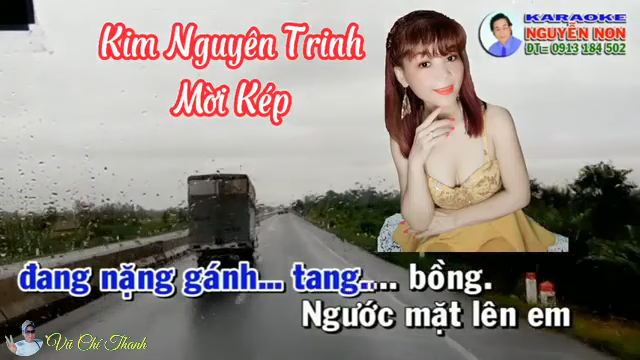 Kim Nguyên Trinh
Mời Kép
KARAOKE
NGUYỄN NON
ĐT= 0913 184 502
đang nặng gánh... tang.... bồng.
Ngước mặt lên em
Vũ Chí Thanh